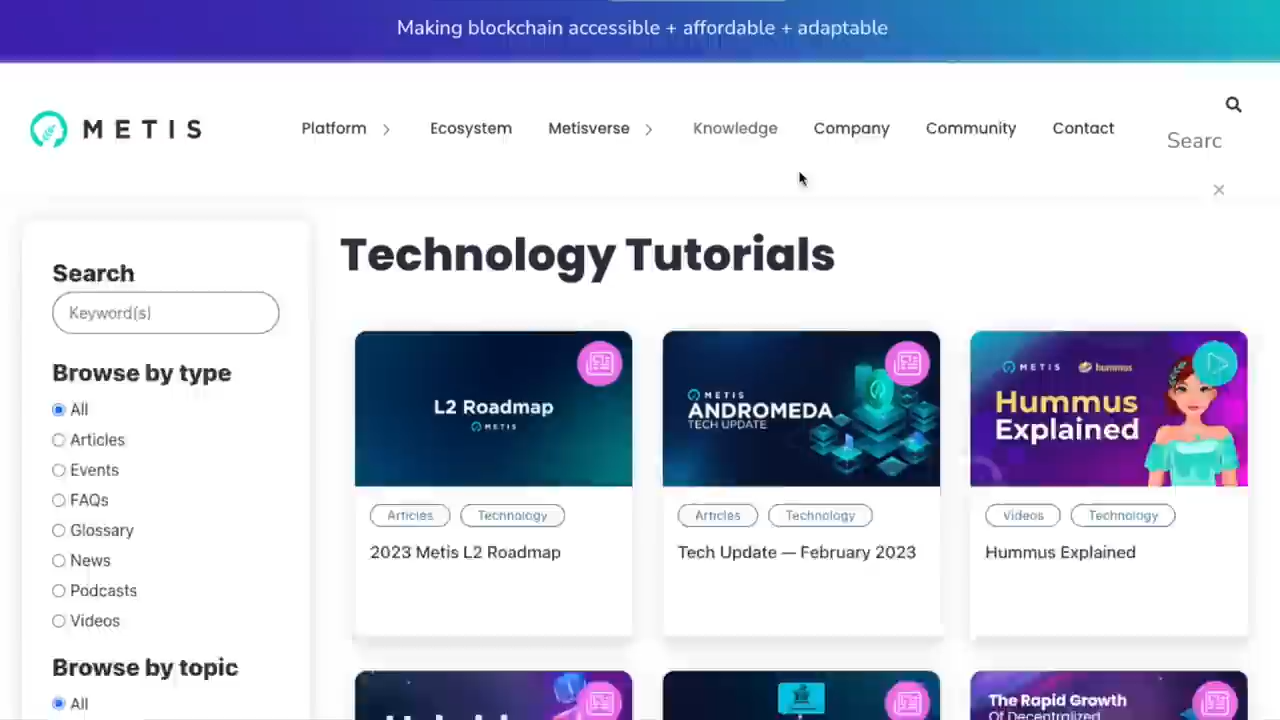 Making blockchain accessible + affordable + adaptable
METIS
Platform
Ecosystem
Metisverse
Knowledge
Company
Community
Contact
Searc
Search
Keyword(s)
Browse by type
All
Articles
Events
FAQs
Glossary
News
Podcasts
Videos
Browse by topic
All
Technology Tutorials
L2 Roadmap
METIS
Articles
Technology
2023 Metis L2 Roadmap
METIS
ANDROMEDA
TECH UPDATE
Articles
Technology
Tech Update — February 2023
METIS
hummus
Hummus
Explained
Videos
Technology
Hummus Explained
The Rapid Growth
Of Decentralized